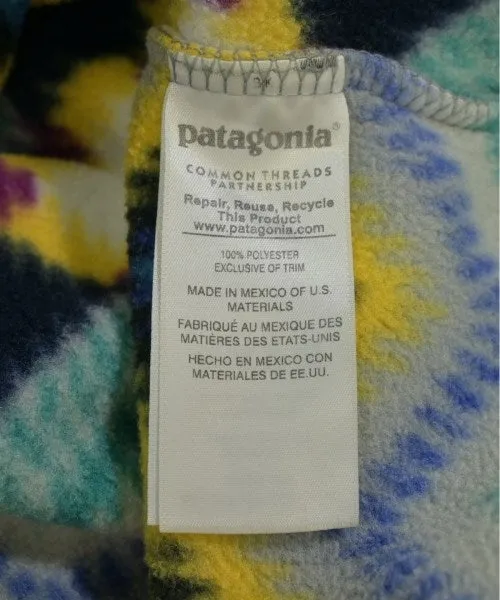 patagonia®
COMMON THREADS
PARTNERSHIP
Repair, Reuse, Recycle
This Product
www.patagonia.com
100% POLYESTER
EXCLUSIVE OF TRIM
MADE IN MEXICO OF U.S.
MATERIALS
FABRIQUÉ AU MEXIQUE DES
MATIÈRES DES ETATS-UNIS
HECHO EN MEXICO CON
MATERIALES DE EE.UU.